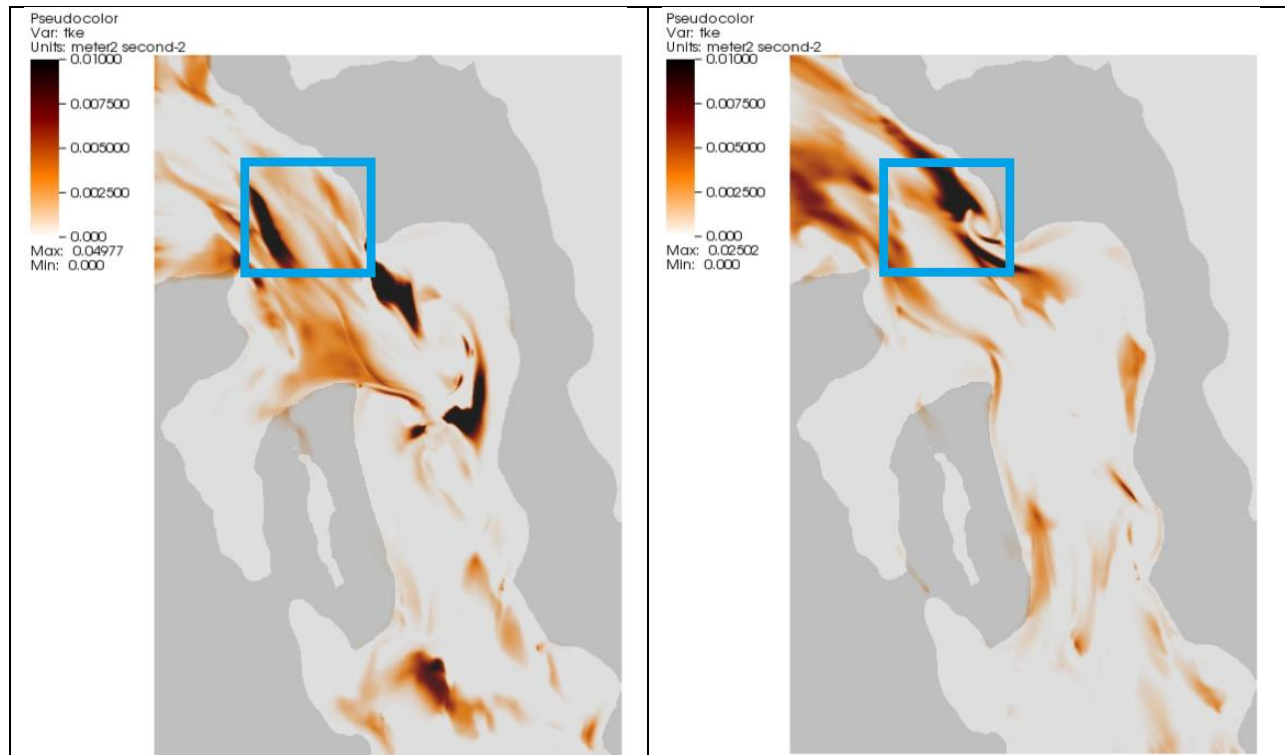 Pseudocolor
Var: tke
Units: meter2 second-2
0.01000
0.007500
0.005000
0.002500
0.000
Max: 0.04977
Min: 0.000
Pseudocolor
Var: tke
Units: meter2 second-2
0.01000
0.007500
0.005000
0.002500
0.000
Max: 0.02502
Min: 0.000